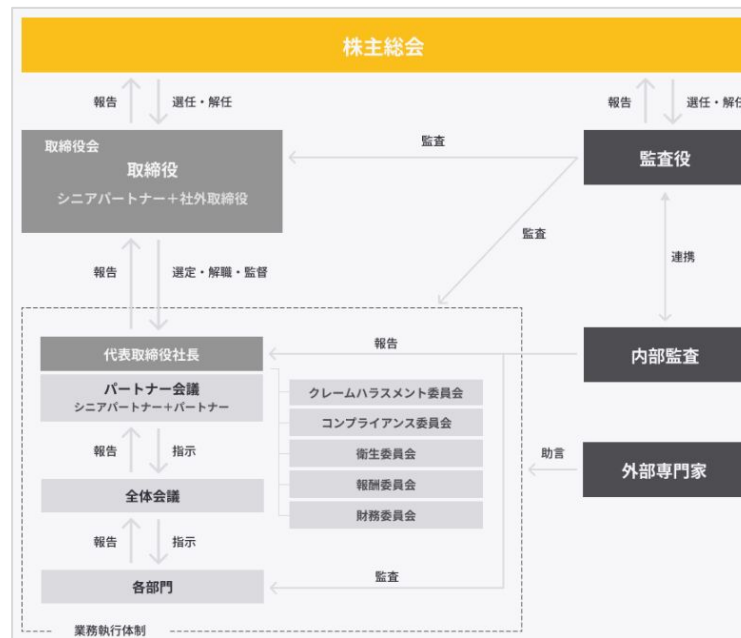 株主総会
報告
選任・解任
報告
選任・解任
取締役会
取締役
シニアパートナー＋社外取締役
監査
監査役
監査
報告
選定・解職・監督
連携
代表取締役社長
報告
内部監査
パートナー会議
シニアパートナー＋パートナー
クレームハラスメント委員会
コンプライアンス委員会
報告
指示
衛生委員会
助言
外部専門家
全体会議
報酬委員会
財務委員会
報告
指示
各部門
監査
業務執行体制